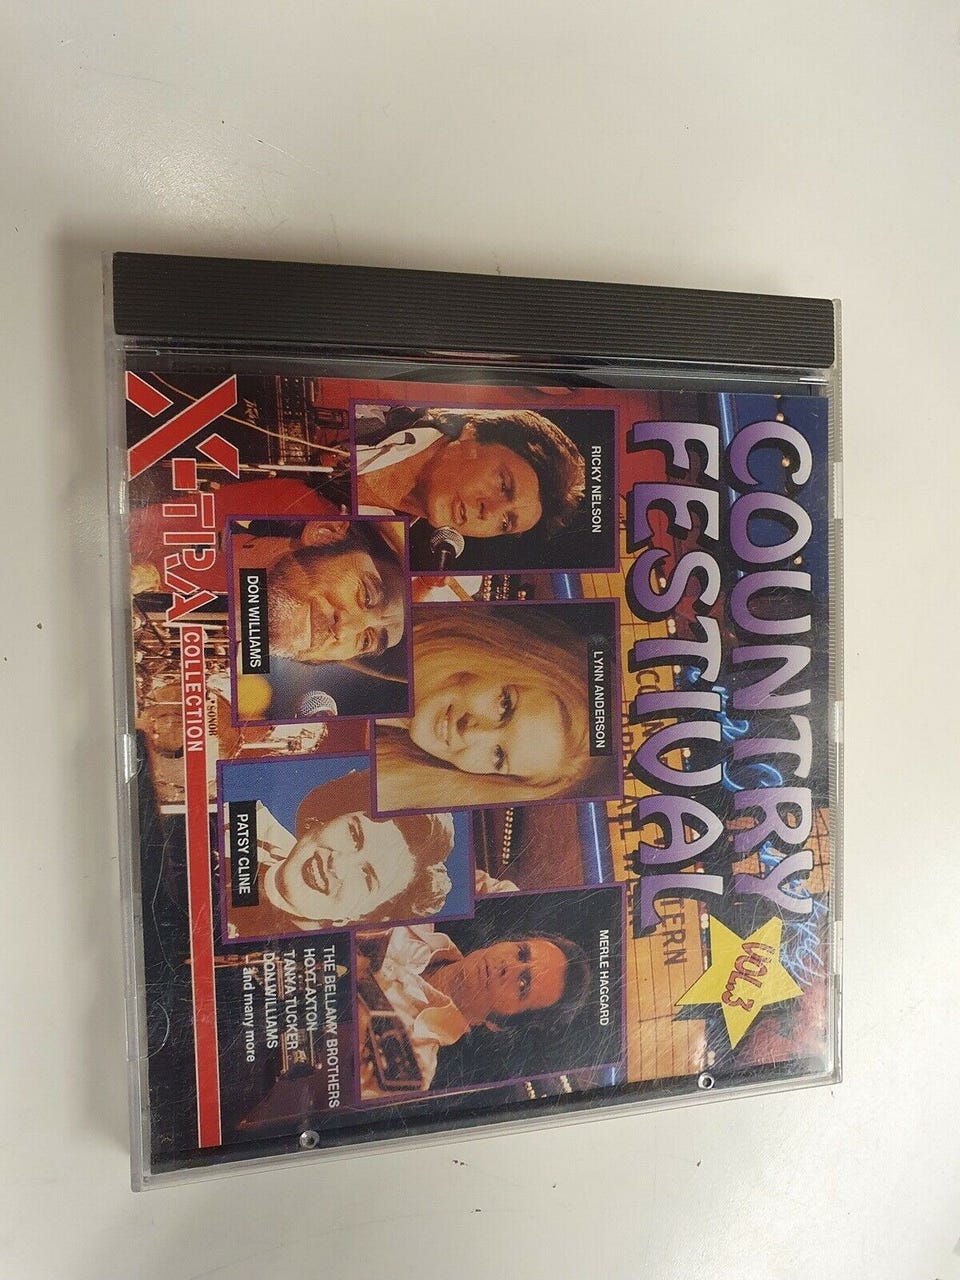 COUNTRY
FESTIVAL
VOL.3
RICKY NELSON
LYNN ANDERSON
MERLE HAGGARD
DON WILLIAMS
PATSY CLINE
THE BELLAMY BROTHERS
HOYT AXTON
TANYA TUCKER
DON WILLIAMS
...and many more
X-TRA COLLECTION
SONOR